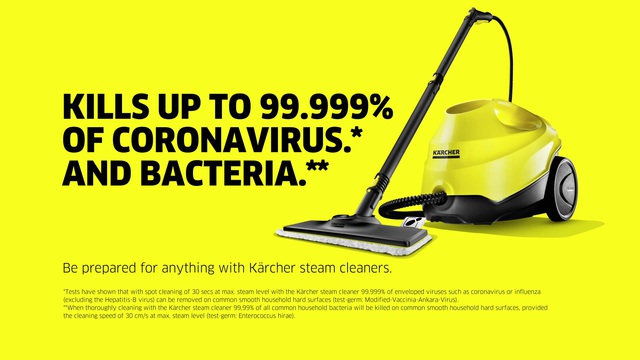 KILLS UP TO 99.999%
OF CORONAVIRUS.*
AND BACTERIA.**
KÄRCHER
Be prepared for anything with Kärcher steam cleaners.
*Tests have shown that with spot cleaning of 30 secs at max. steam level with the Kärcher steam cleaner 99.999% of enveloped viruses such as coronavirus or influenza
(excluding the Hepatitis-B virus) can be removed on common smooth household hard surfaces (test-germ: Modified-Vaccinia-Ankara-Virus).
**When thoroughly cleaning with the Kärcher steam cleaner 99.99% of all common household bacteria will be killed on common smooth household hard surfaces, provided
the cleaning speed of 30 cm/s at max. steam level (test-germ: Enterococcus hirae).